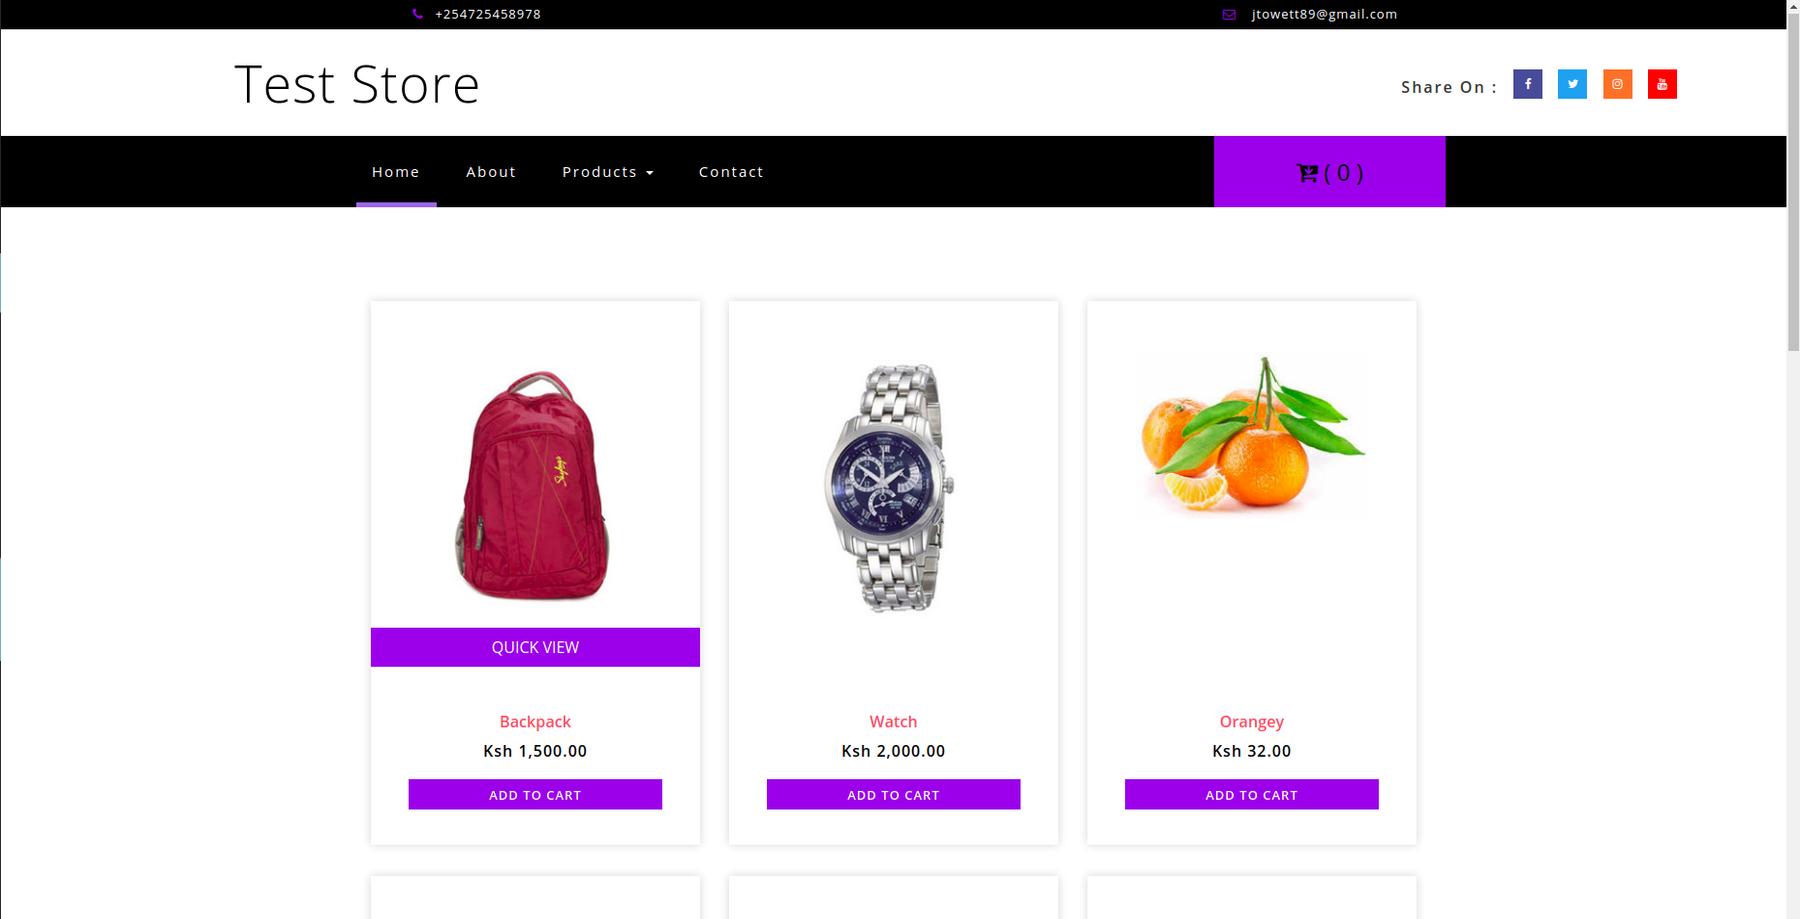 +254725458978
jtowett89@gmail.com
Test Store
Share On :
Home
About
Products
Contact
( 0 )
Skybags
QUICK VIEW
Backpack
Watch
Orangey
Ksh 1,500.00
Ksh 2,000.00
Ksh 32.00
ADD TO CART
ADD TO CART
ADD TO CART